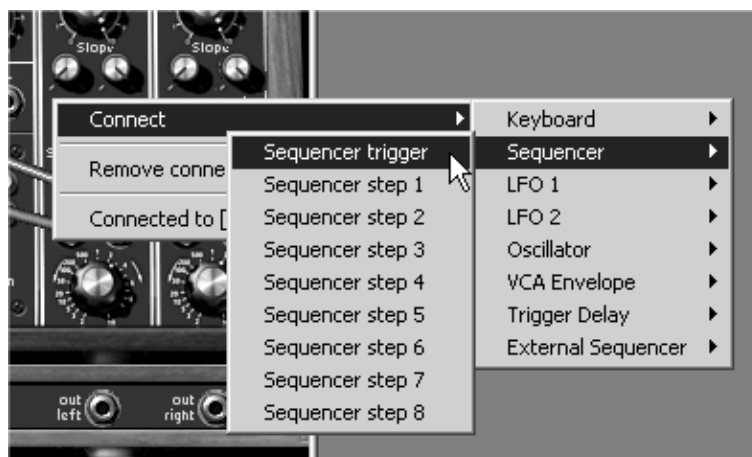 Slope
Slope
Connect
Remove conne
Connected to [
Sequencer trigger
Sequencer step 1
Sequencer step 2
Sequencer step 3
Sequencer step 4
Sequencer step 5
Sequencer step 6
Sequencer step 7
Sequencer step 8
Keyboard
Sequencer
LFO 1
LFO 2
Oscillator
VCA Envelope
Trigger Delay
External Sequencer
out
left
out
right